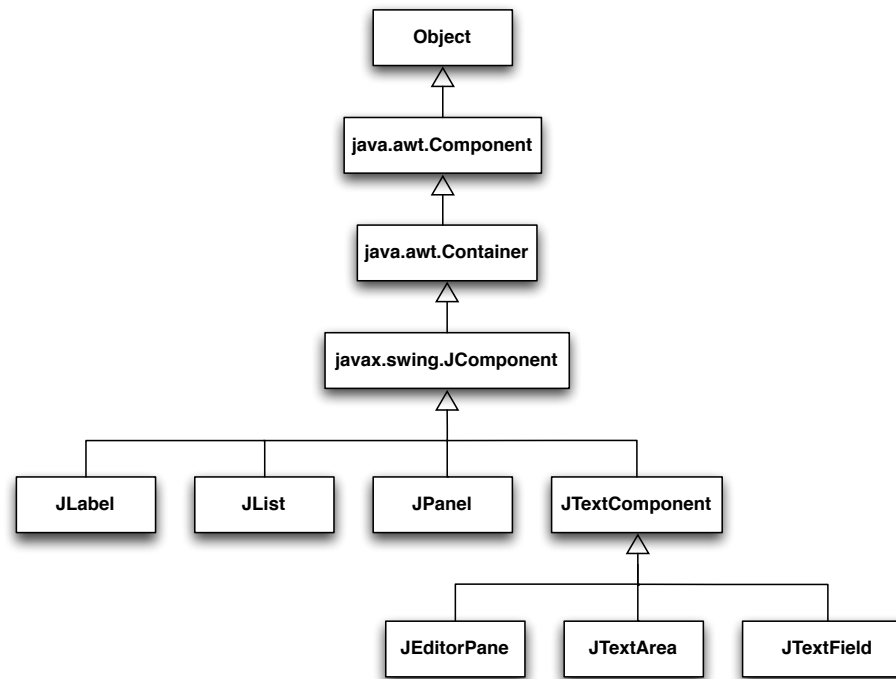 Object
java.awt.Component
java.awt.Container
javax.swing.JComponent
JLabel
JList
JPanel
JTextComponent
JEditorPane
JTextArea
JTextField